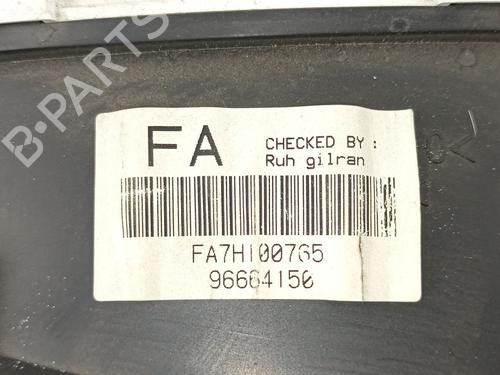 B-PARTS
FA
CHECKED BY :
Ruh gilran
FA7H100765
96664150